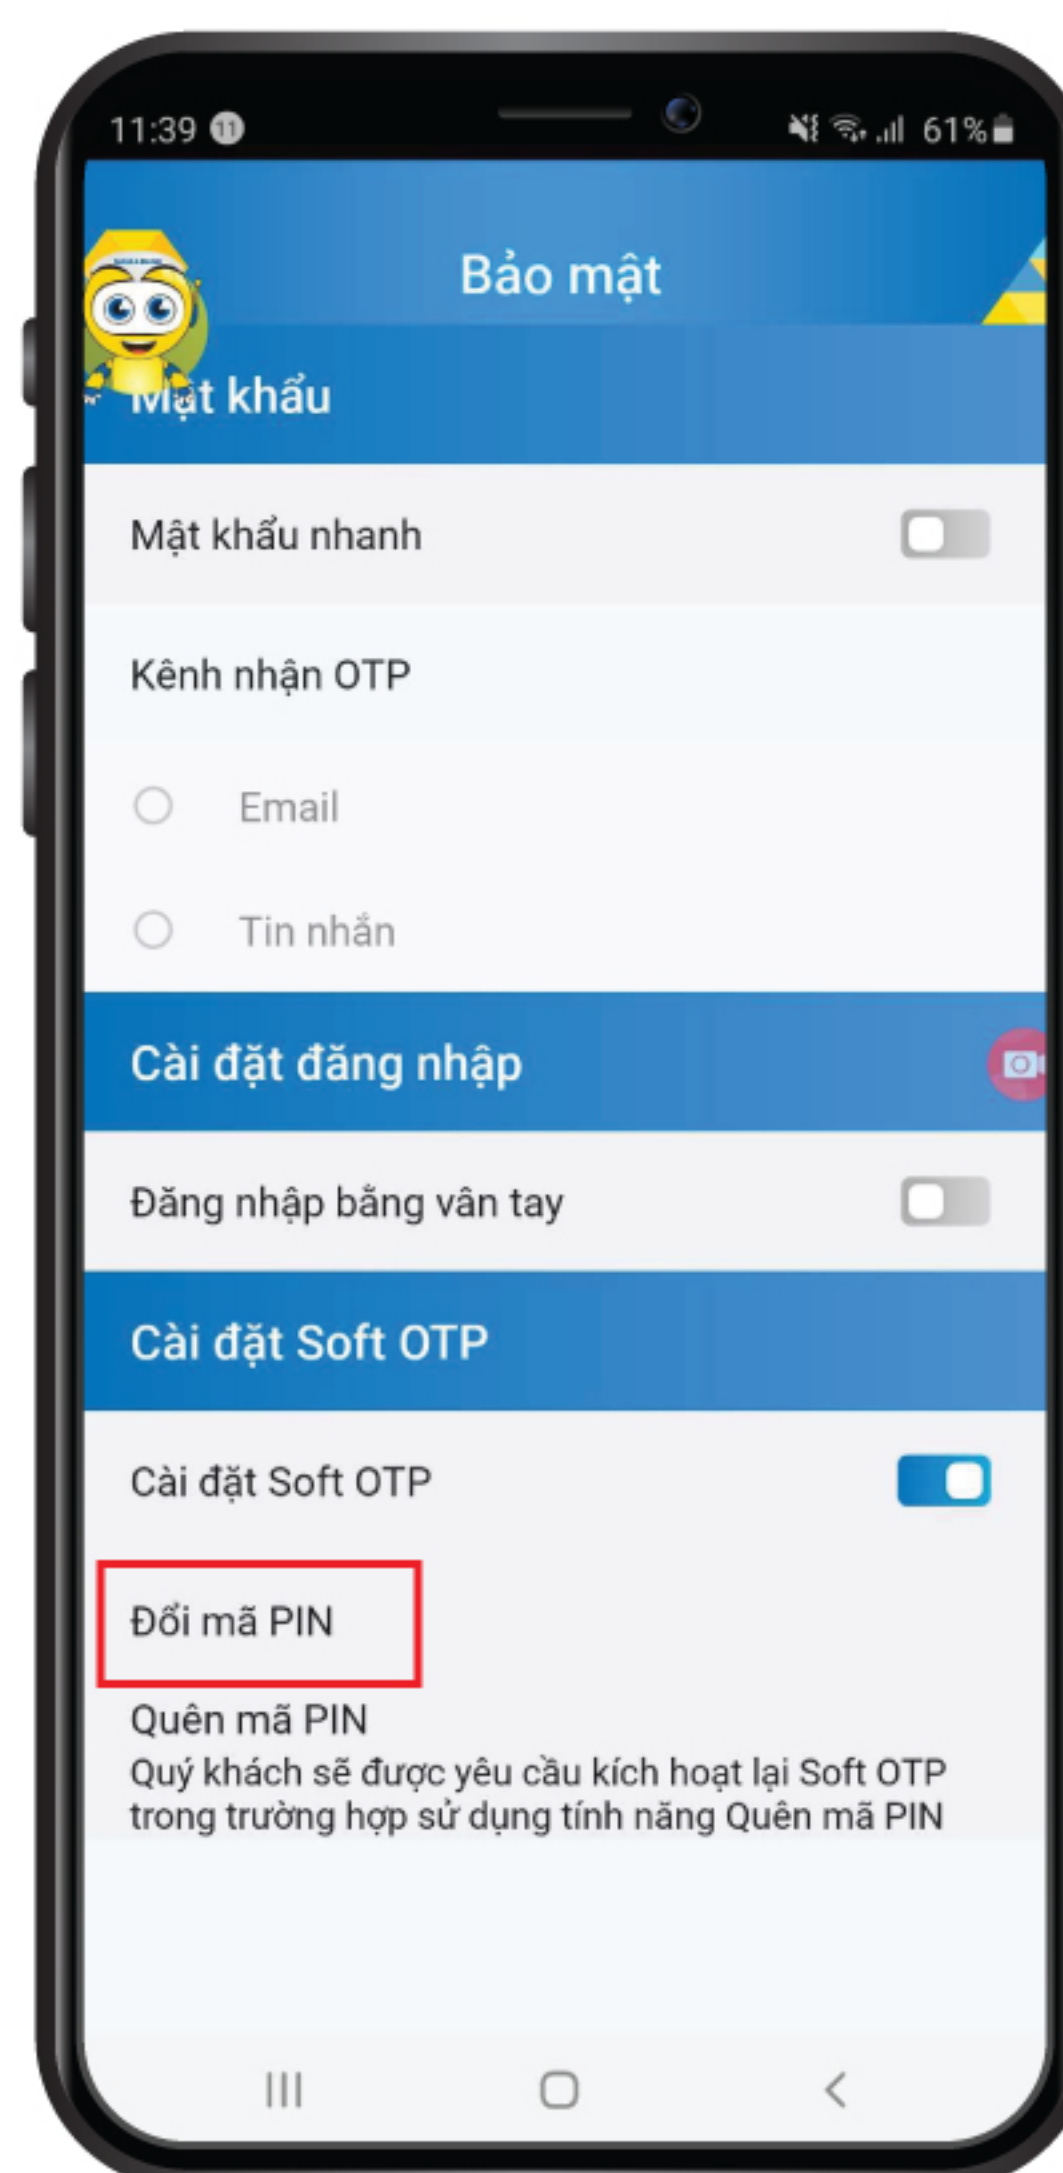 11:39 11
61%
Bảo mật
Mật khẩu
Mật khẩu nhanh
Kênh nhận OTP
Email
Tin nhắn
Cài đặt đăng nhập
Đăng nhập bằng vân tay
Cài đặt Soft OTP
Cài đặt Soft OTP
Đổi mã PIN
Quên mã PIN
Quý khách sẽ được yêu cầu kích hoạt lại Soft OTP
trong trường hợp sử dụng tính năng Quên mã PIN